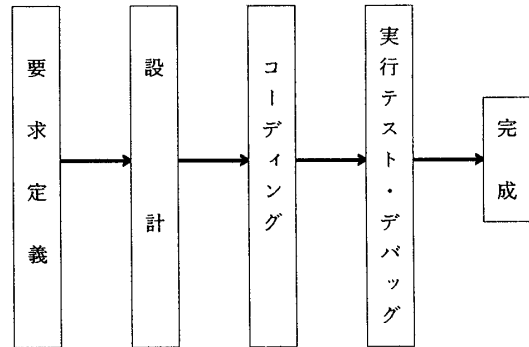 要求定義
設計
コーディング
実行テスト・デバッグ
完成